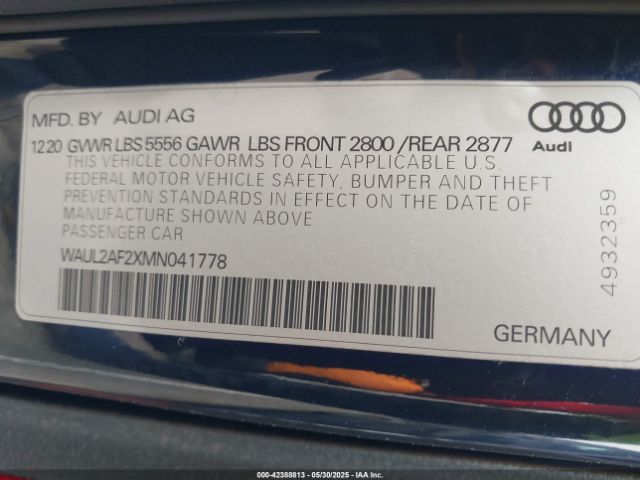 MFD. BY AUDI AG
12 20 GVWR LBS 5556 GAWR LBS FRONT 2800 /REAR 2877
THIS VEHICLE CONFORMS TO ALL APPLICABLE U.S.
FEDERAL MOTOR VEHICLE SAFETY, BUMPER AND THEFT
PREVENTION STANDARDS IN EFFECT ON THE DATE OF
MANUFACTURE SHOWN ABOVE
PASSENGER CAR
WAUL2AF2XMN041778
Audi
4932359
GERMANY
000-42388813 - 05/30/2025 - IAA Inc.